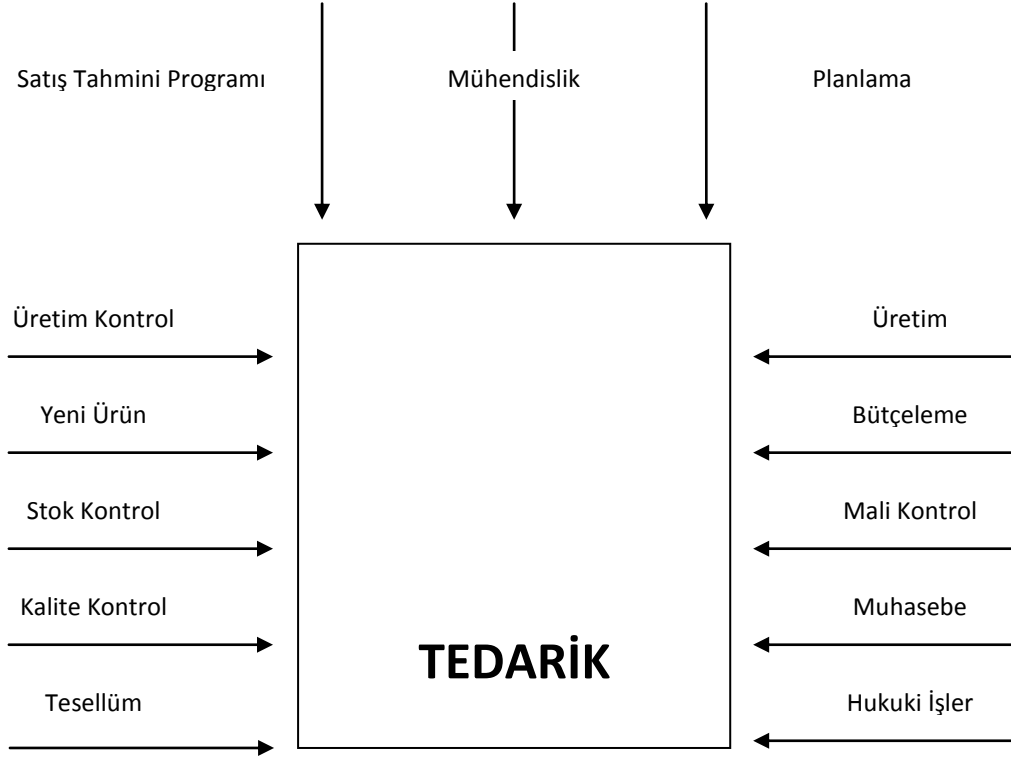 Satış Tahmini Programı
Mühendislik
Planlama
Üretim Kontrol
Üretim
Yeni Ürün
Bütçeleme
Stok Kontrol
Mali Kontrol
Kalite Kontrol
Muhasebe
TEDARİK
Tesellüm
Hukuki İşler